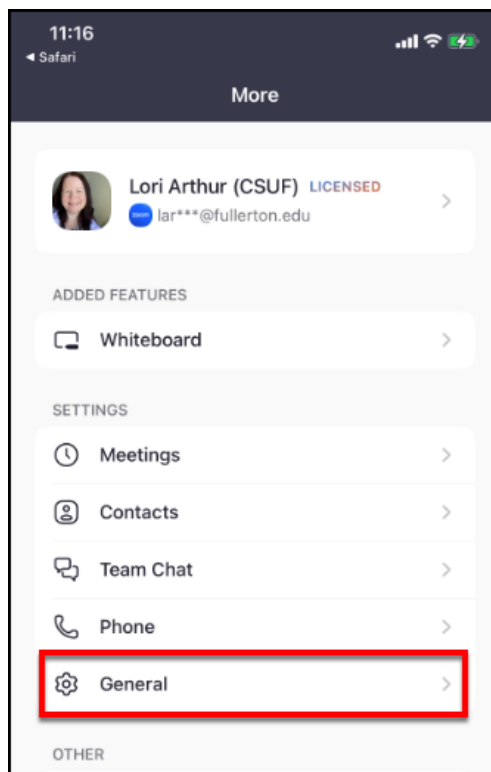 11:16
◀ Safari
More
Lori Arthur (CSUF) LICENSED
zoom lar***@fullerton.edu
ADDED FEATURES
Whiteboard
SETTINGS
Meetings
Contacts
Team Chat
Phone
General
OTHER